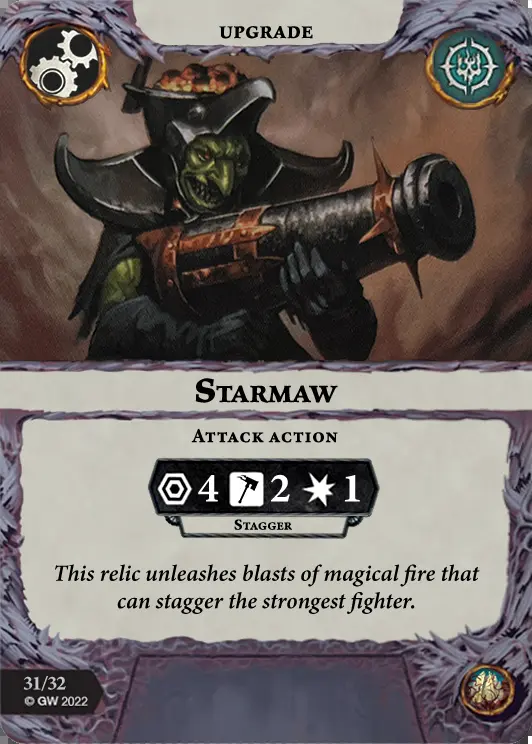 UPGRADE
STARMAW
ATTACK ACTION
4 2 1
STAGGER
This relic unleashes blasts of magical fire that
can stagger the strongest fighter.
31/32
© GW 2022